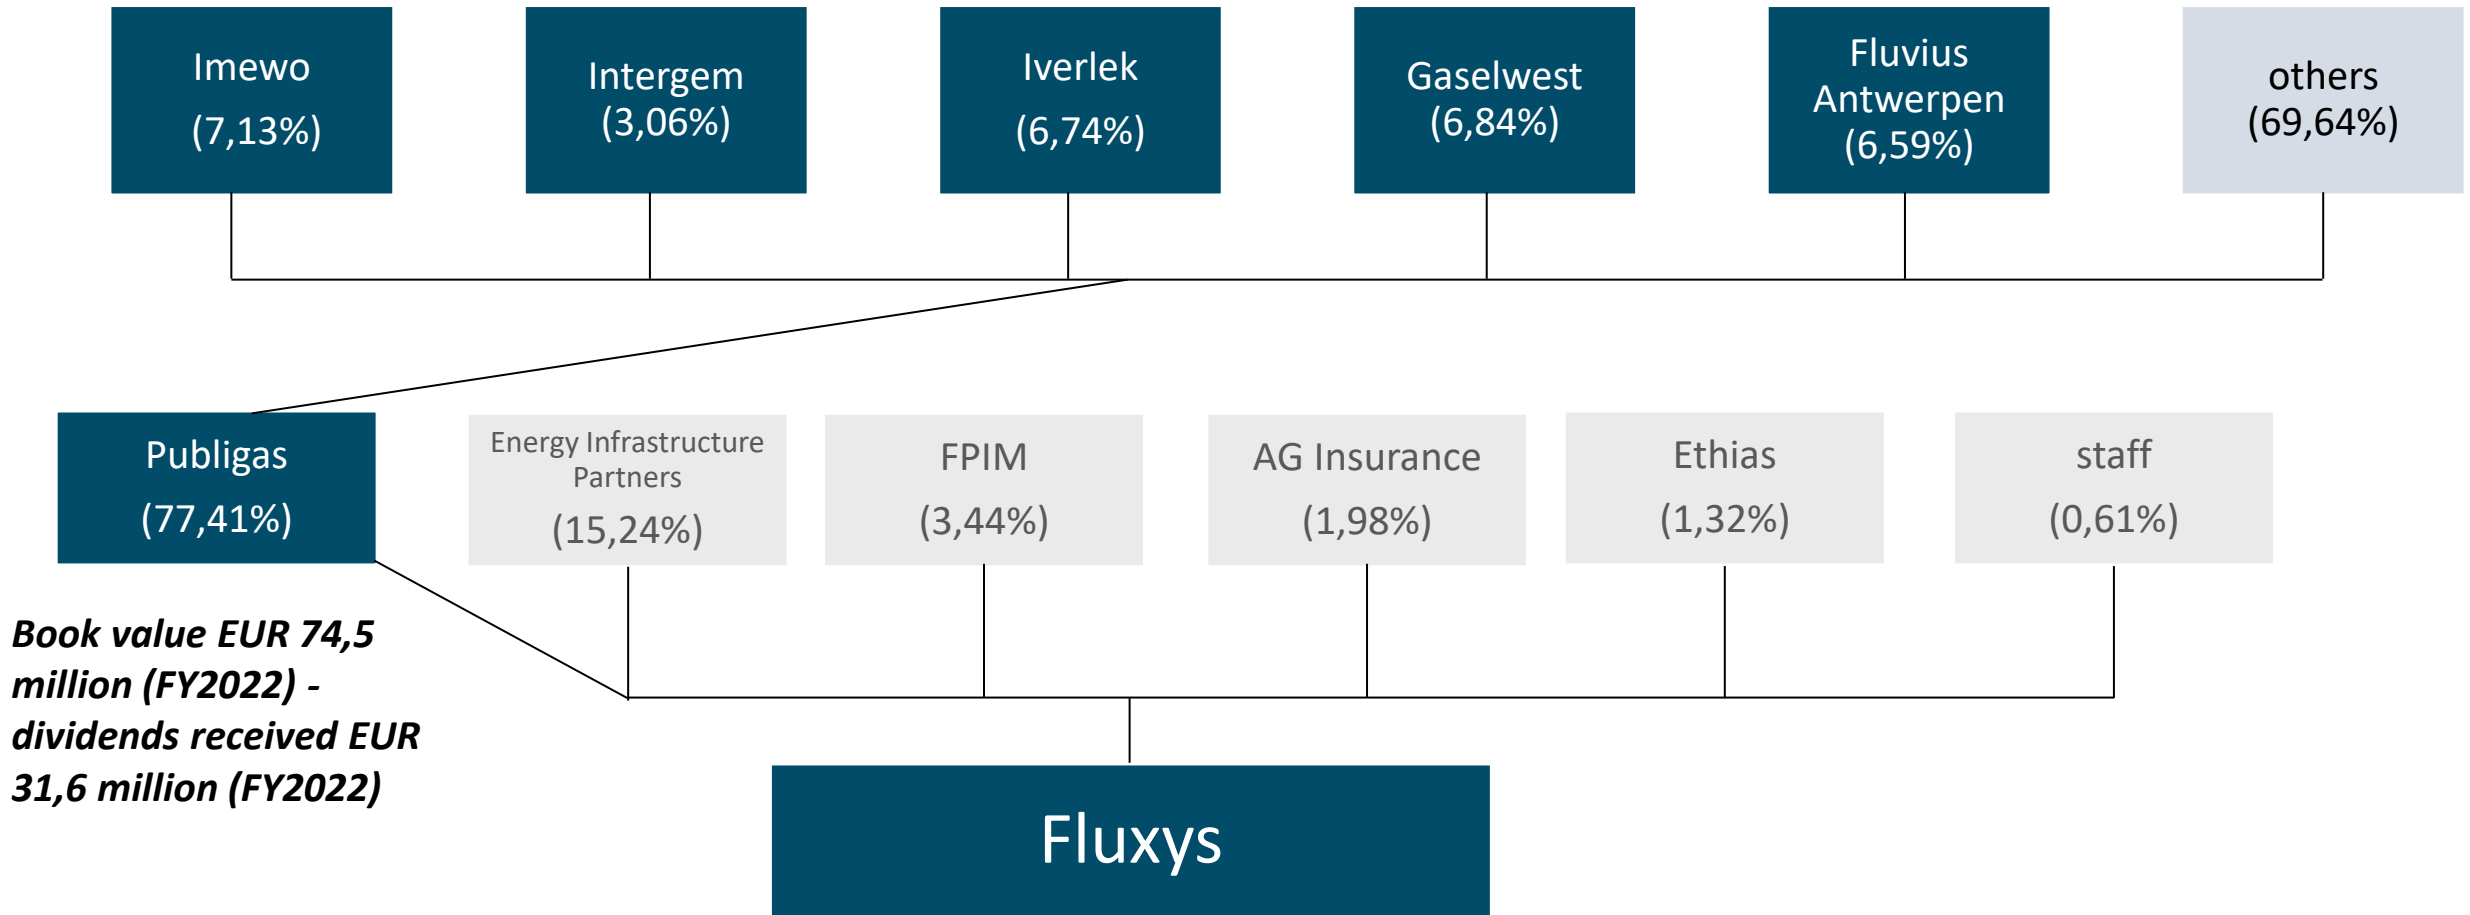 Imewo
(7,13%)
Intergem
(3,06%)
Iverlek
(6,74%)
Gaselwest
(6,84%)
Fluvius
Antwerpen
(6,59%)
others
(69,64%)
Publigas
(77,41%)
Energy Infrastructure
Partners
(15,24%)
FPIM
(3,44%)
AG Insurance
(1,98%)
Ethias
(1,32%)
staff
(0,61%)
Book value EUR 74,5
million (FY2022) -
dividends received EUR
31,6 million (FY2022)
Fluxys